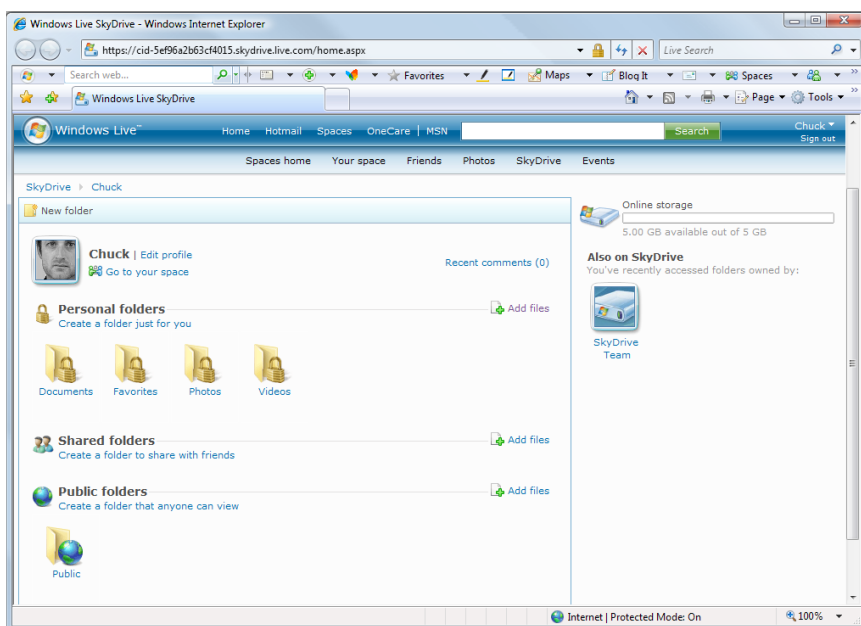 Windows Live SkyDrive - Windows Internet Explorer
https://cid-5ef96a2b63cf4015.skydrive.live.com/home.aspx
Live Search
Search web...
Favorites
Maps
Blog It
Spaces
Windows Live SkyDrive
Page
Tools
Windows Live™
Home Hotmail Spaces OneCare | MSN
Search
Chuck
Sign out
Spaces home Your space Friends Photos SkyDrive Events
SkyDrive Chuck
New folder
Chuck | Edit profile
Go to your space
Recent comments (0)
Personal folders
Add files
Create a folder just for you
Documents Favorites Photos Videos
Shared folders
Add files
Create a folder to share with friends
Public folders
Add files
Create a folder that anyone can view
Public
Online storage
5.00 GB available out of 5 GB
Also on SkyDrive
You've recently accessed folders owned by:
SkyDrive
Team
Internet | Protected Mode: On
100%